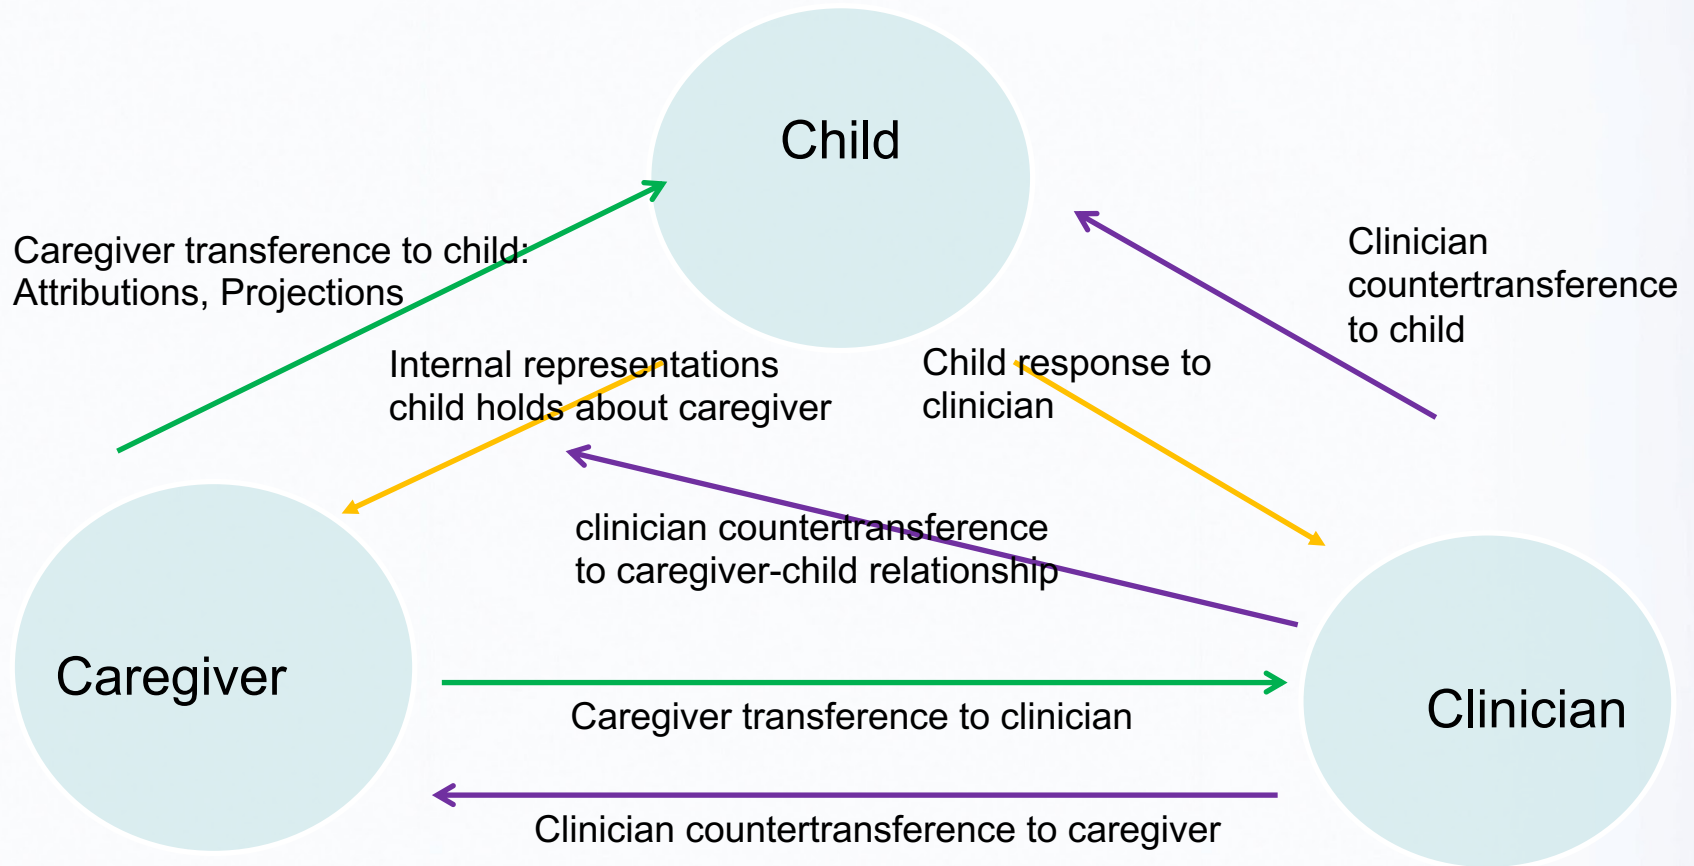 Child
Caregiver transference to child:
Attributions, Projections
Clinician
countertransference
to child
Internal representations
child holds about caregiver
Child response to
clinician
clinician countertransference
to caregiver-child relationship
Caregiver
Caregiver transference to clinician
Clinician
Clinician countertransference to caregiver